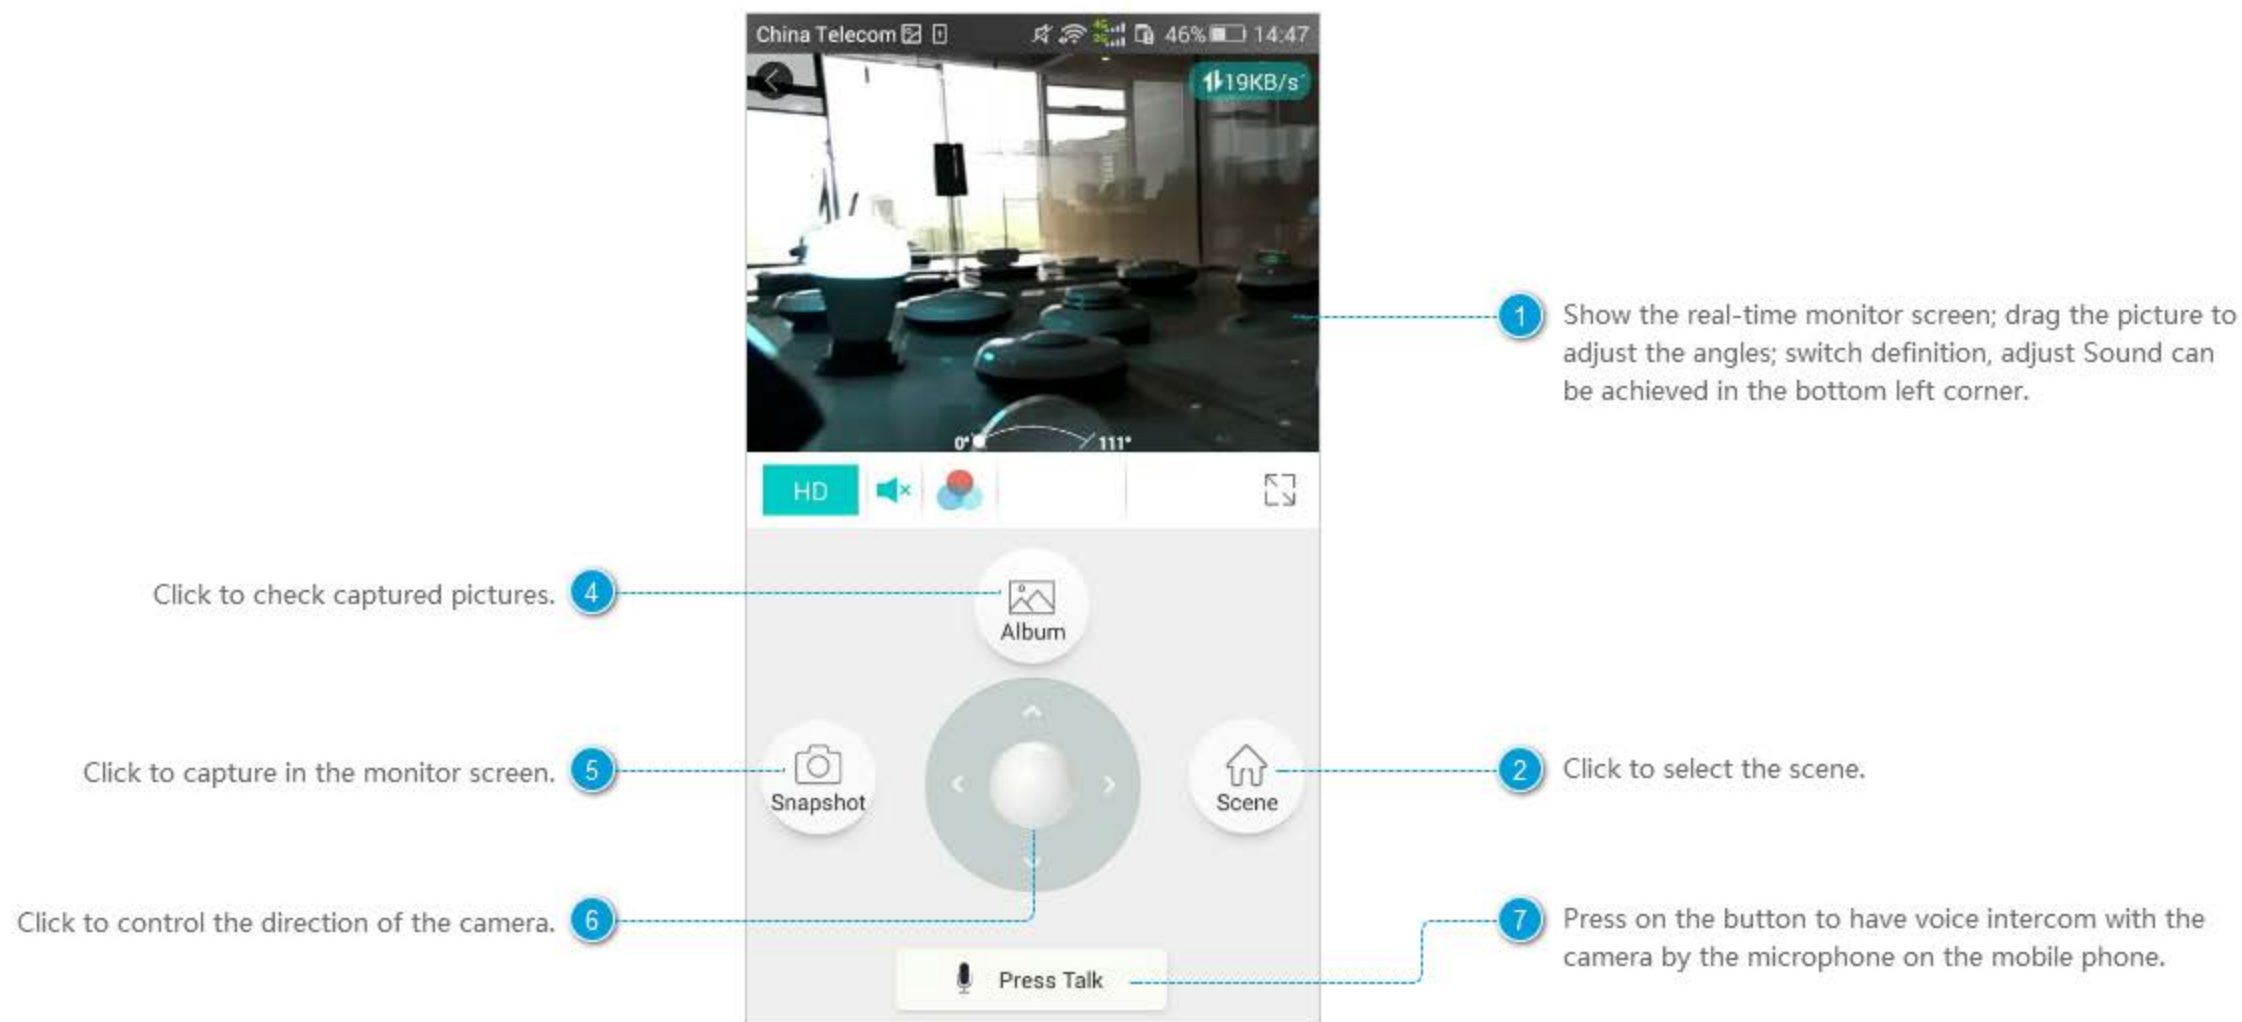 China Telecom 46% 14:47
19KB/s
0° 111°
1 Show the real-time monitor screen; drag the picture to
adjust the angles; switch definition, adjust Sound can
be achieved in the bottom left corner.
HD
4 Click to check captured pictures.
Album
Click to capture in the monitor screen. 5
Snapshot
Scene
2 Click to select the scene.
Click to control the direction of the camera. 6
7 Press on the button to have voice intercom with the
camera by the microphone on the mobile phone.
Press Talk